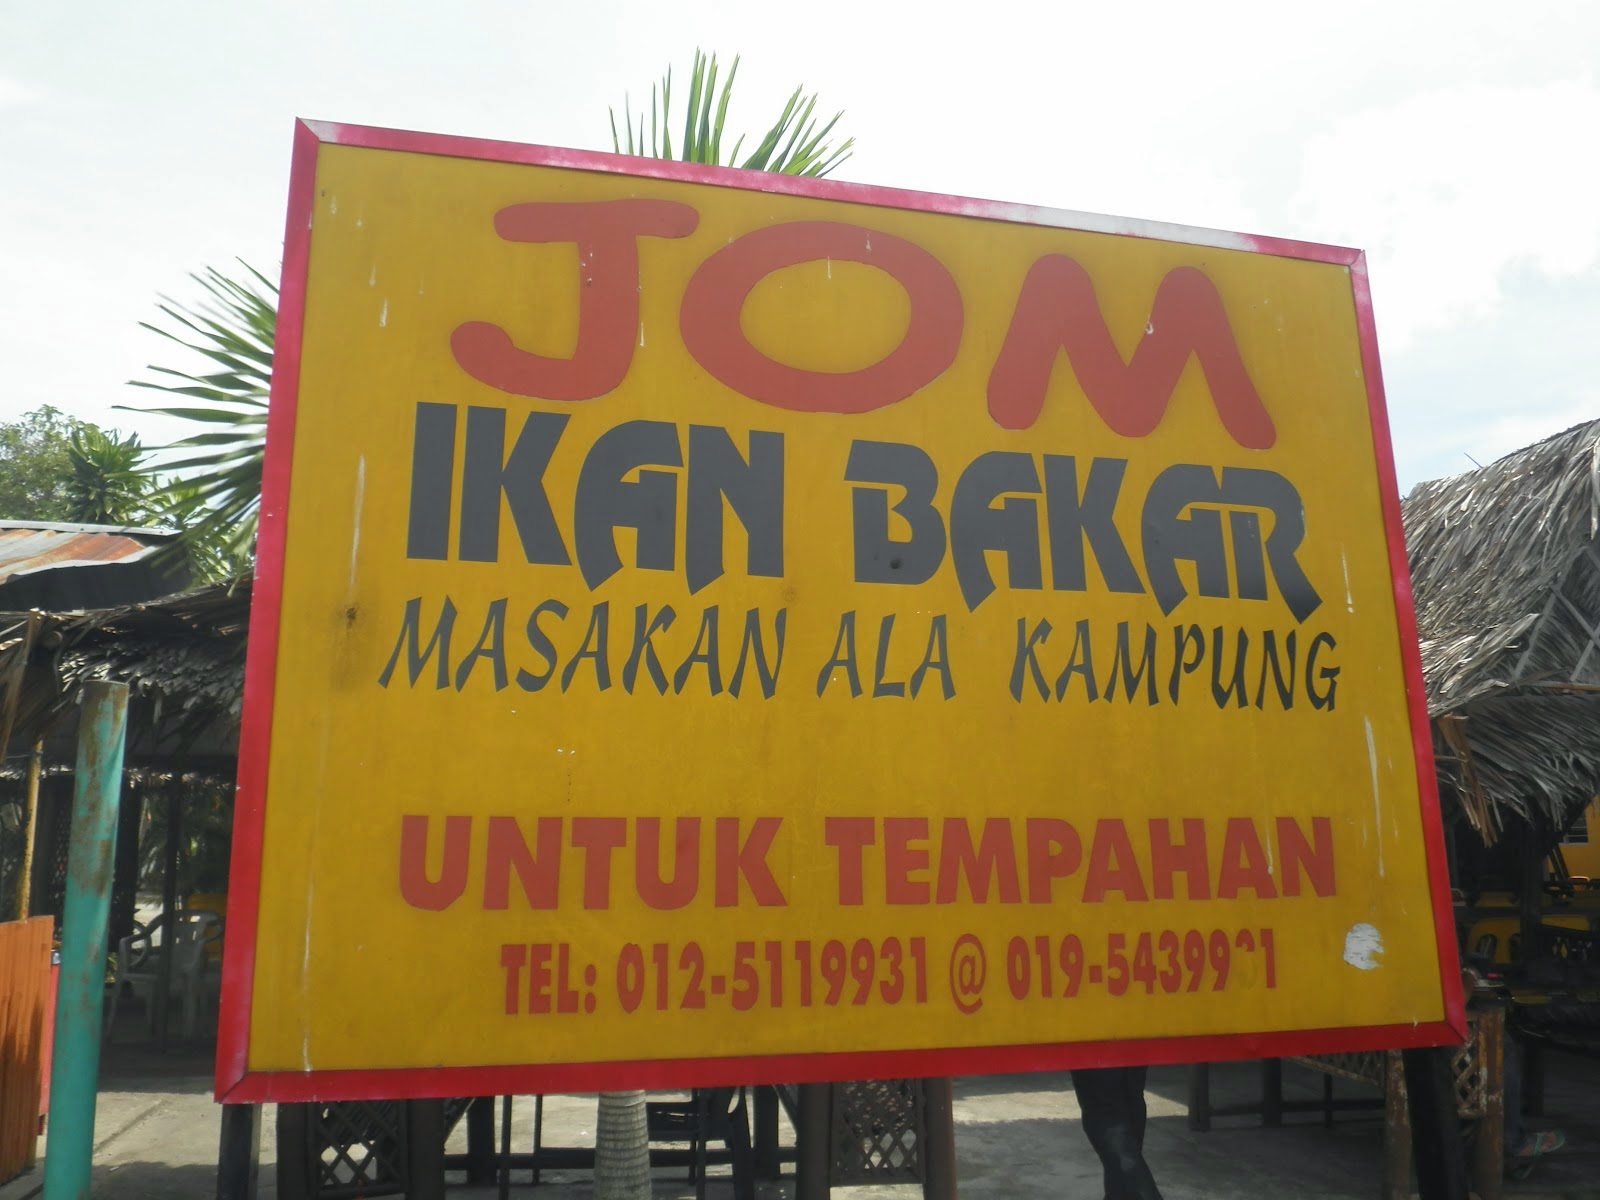 JOM
IKAN BAKAR
MASAKAN ALA KAMPUNG
UNTUK TEMPAHAN
TEL: 012-5119931 @